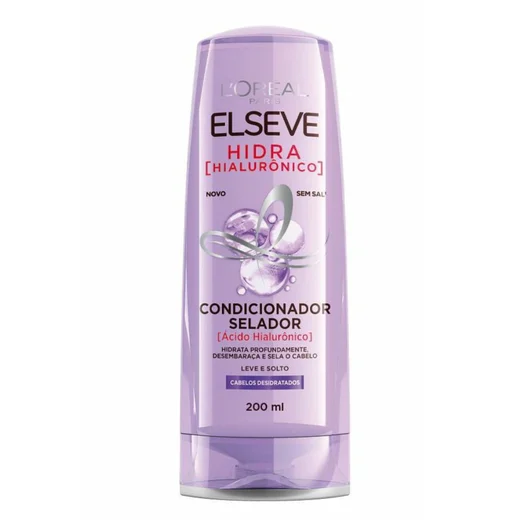 L'ORÉAL
PARIS
ELSEVE
HIDRA
[HIALURÔNICO]
NOVO SEM SAL*
CONDICIONADOR
SELADOR
[Ácido Hialurônico]
HIDRATA PROFUNDAMENTE,
DESEMBARAÇA E SELA O CABELO
LEVE E SOLTO
CABELOS DESIDRATADOS
200 ml